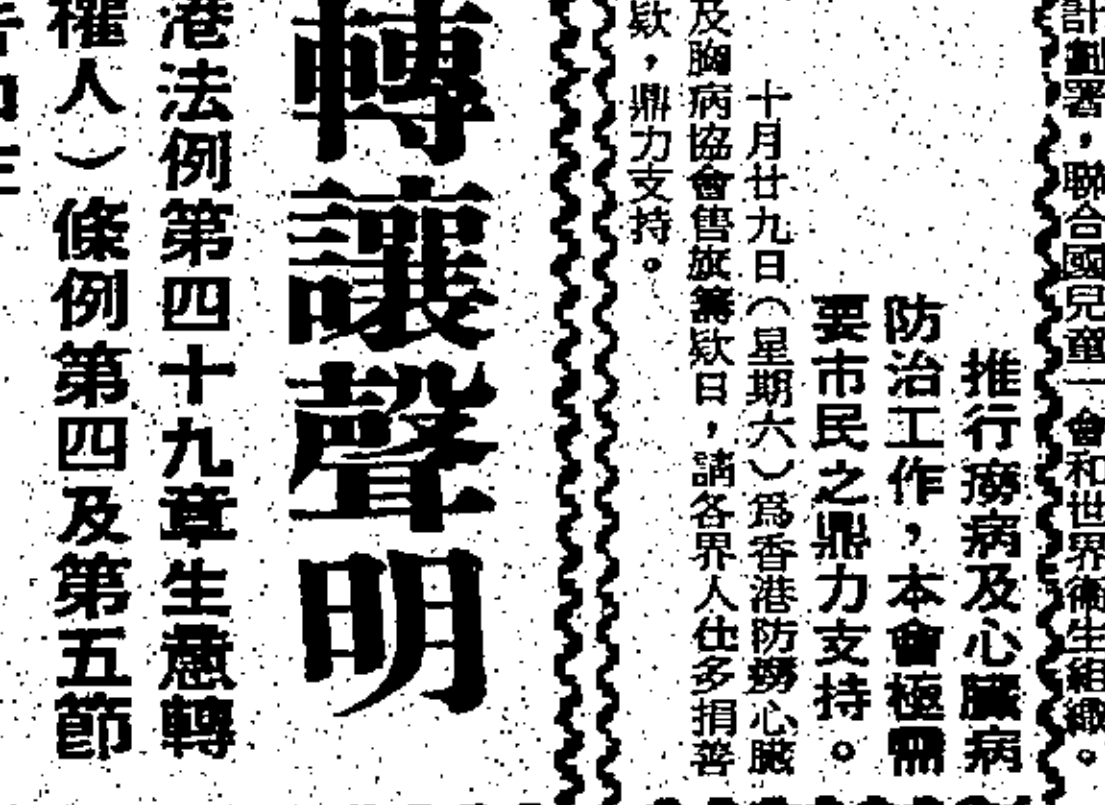 計劃署，聯合國兒童一會和世界衞生組織。
推行癆病及心臟病
防治工作，本會極需
要市民之鼎力支持。
十月廿九日（星期六）爲香港防癆心臟
及胸病協會售旗籌欵日，請各界人仕多捐善
欵，鼎力支持。
轉讓聲明
港法例第四十九章生意轉
權人）條例第四及第五節